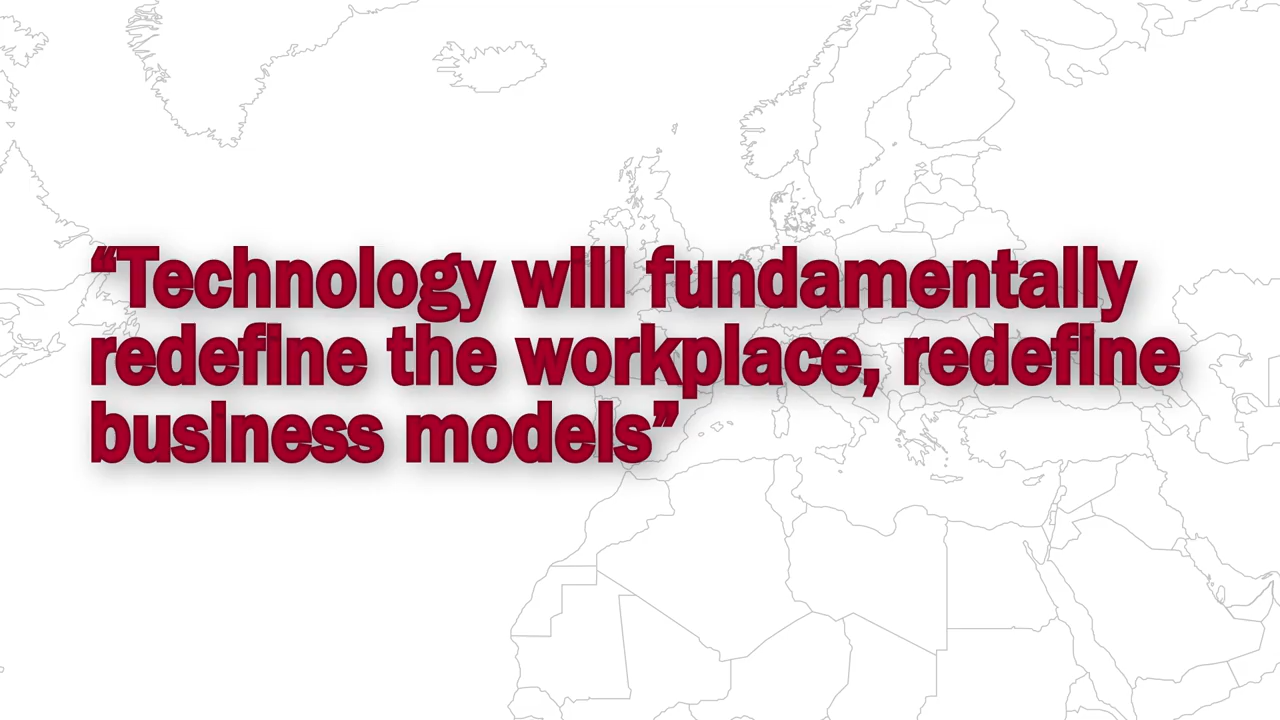 “Technology will fundamentally
redefine the workplace, redefine
business models”